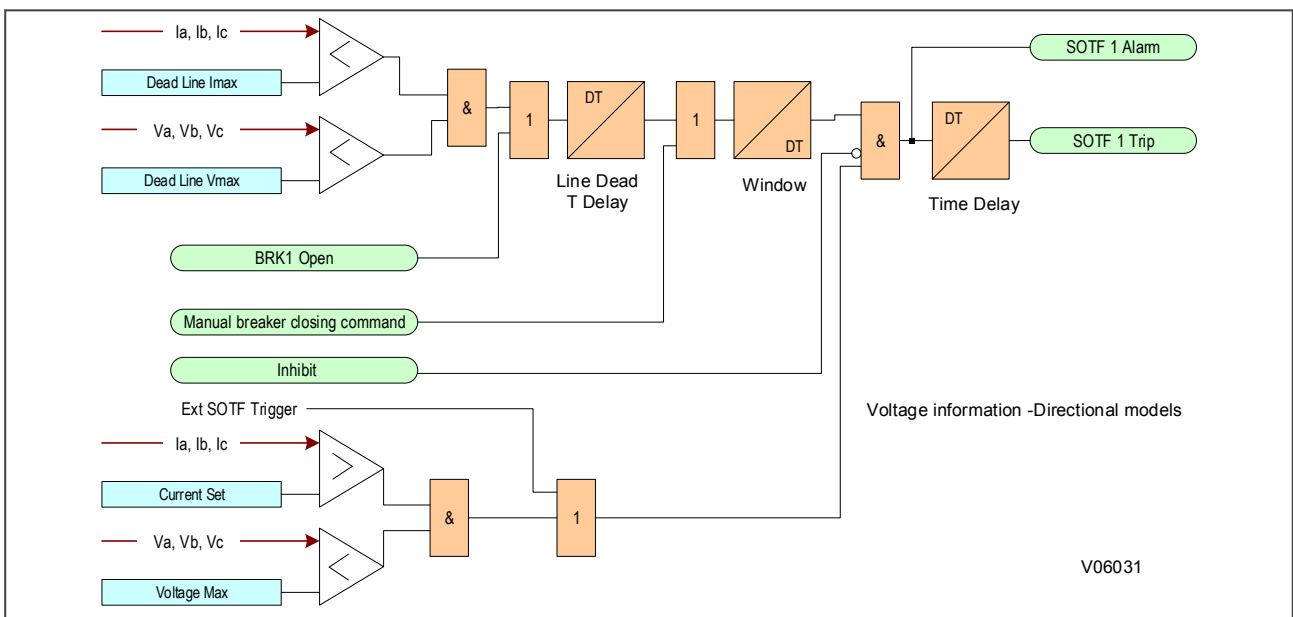 Ia, Ib, Ic
Dead Line Imax
Va, Vb, Vc
Dead Line Vmax
&
1
DT
Line Dead
T Delay
1
DT
Window
&
DT
Time Delay
SOTF 1 Alarm
SOTF 1 Trip
BRK1 Open
Manual breaker closing command
Inhibit
Ext SOTF Trigger
Voltage information -Directional models
Ia, Ib, Ic
Current Set
Va, Vb, Vc
Voltage Max
&
1
V06031